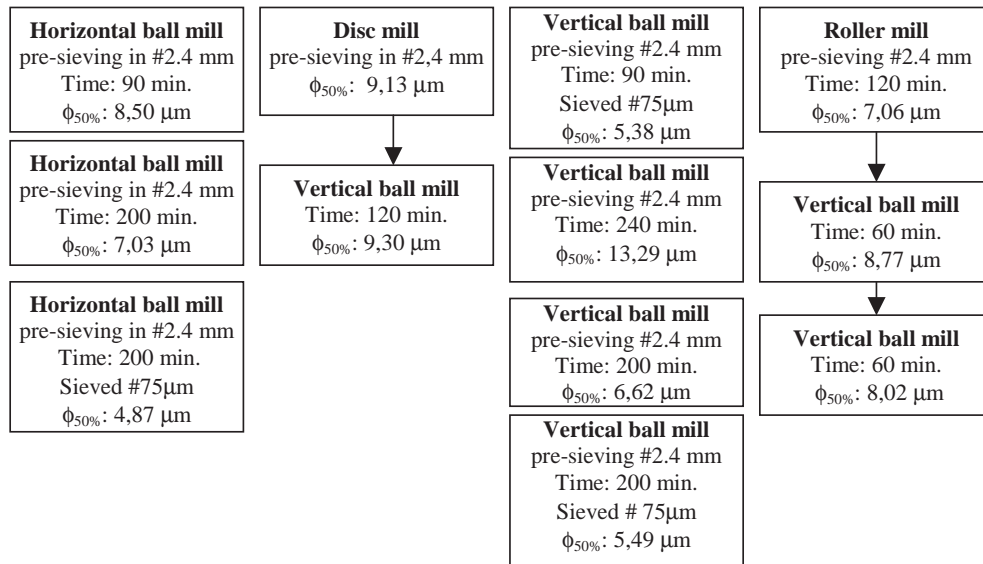 Horizontal ball mill
pre-sieving in #2.4 mm
Time: 90 min.
ϕ50%: 8,50 μm
Horizontal ball mill
pre-sieving in #2.4 mm
Time: 200 min.
ϕ50%: 7,03 μm
Horizontal ball mill
pre-sieving in #2.4 mm
Time: 200 min.
Sieved #75μm
ϕ50%: 4,87 μm
Disc mill
pre-sieving in #2,4 mm
ϕ50%: 9,13 μm
Vertical ball mill
Time: 120 min.
ϕ50%: 9,30 μm
Vertical ball mill
pre-sieving #2.4 mm
Time: 90 min.
Sieved #75μm
ϕ50%: 5,38 μm
Vertical ball mill
pre-sieving #2.4 mm
Time: 240 min.
ϕ50%: 13,29 μm
Vertical ball mill
pre-sieving #2.4 mm
Time: 200 min.
ϕ50%: 6,62 μm
Vertical ball mill
pre-sieving #2.4 mm
Time: 200 min.
Sieved # 75μm
ϕ50%: 5,49 μm
Roller mill
pre-sieving #2.4 mm
Time: 120 min.
ϕ50%: 7,06 μm
Vertical ball mill
Time: 60 min.
ϕ50%: 8,77 μm
Vertical ball mill
Time: 60 min.
ϕ50%: 8,02 μm